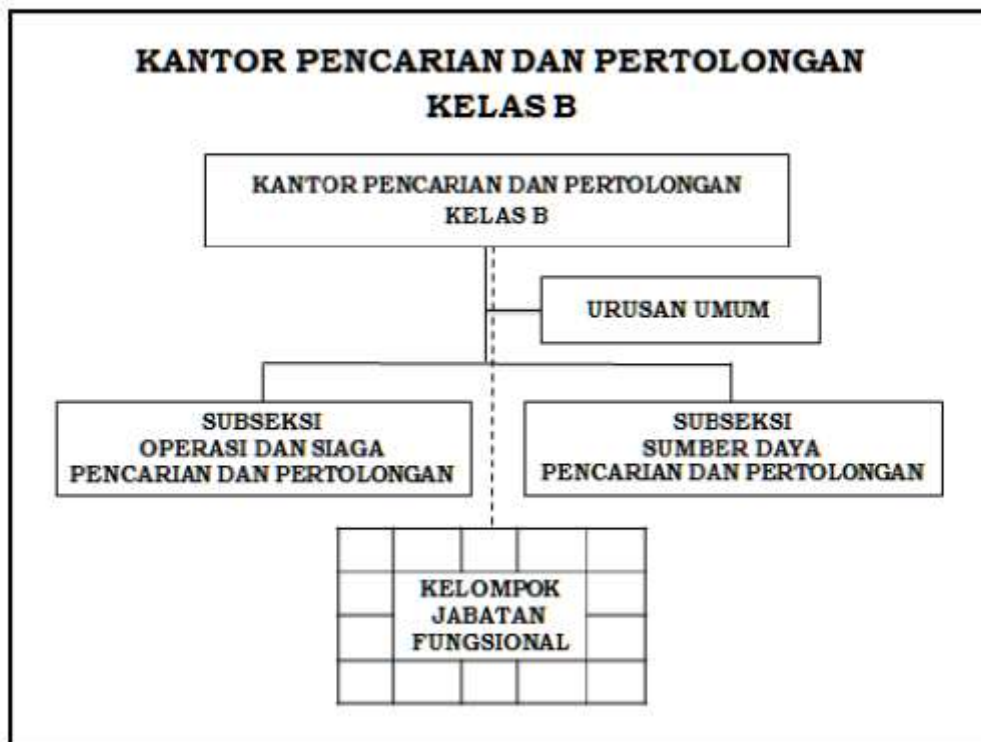 KANTOR PENCARIAN DAN PERTOLONGAN
KELAS B
KANTOR PENCARIAN DAN PERTOLONGAN
KELAS B
URUSAN UMUM
SUBSEKSI
OPERASI DAN SIAGA
PENCARIAN DAN PERTOLONGAN
SUBSEKSI
SUMBER DAYA
PENCARIAN DAN PERTOLONGAN
KELOMPOK
JABATAN
FUNGSIONAL